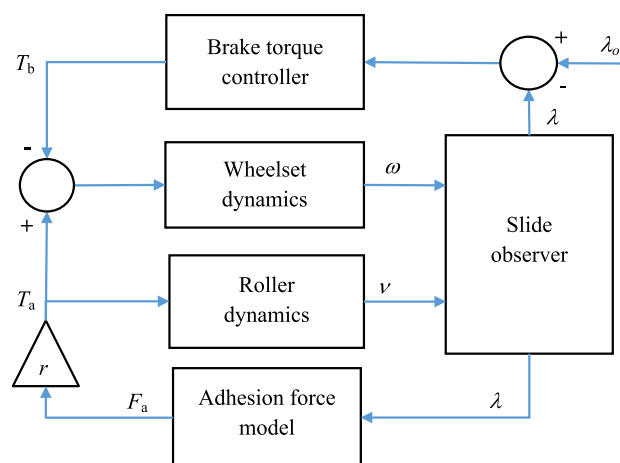 Brake torque
controller
T_b
+
λ_o
-
λ
-
Wheelset
dynamics
ω
+
Slide
observer
T_a
Roller
dynamics
ν
r
F_a
Adhesion force
model
λ